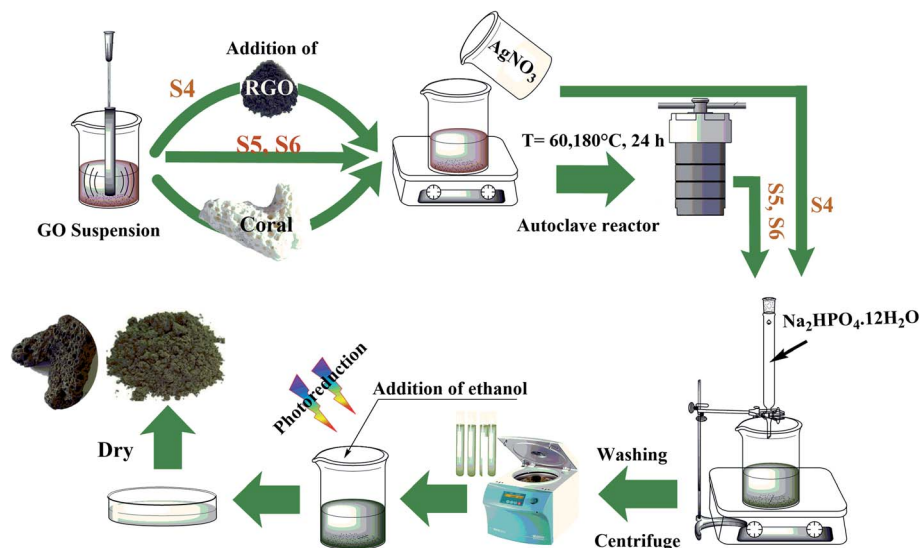 Addition of
RGO
S4
S5, S6
Coral
GO Suspension
AgNO₃
T= 60,180°C, 24 h
Autoclave reactor
S5, S6
S4
Na₂HPO₄.12H₂O
Washing
Centrifuge
Addition of ethanol
Photoreduction
Dry